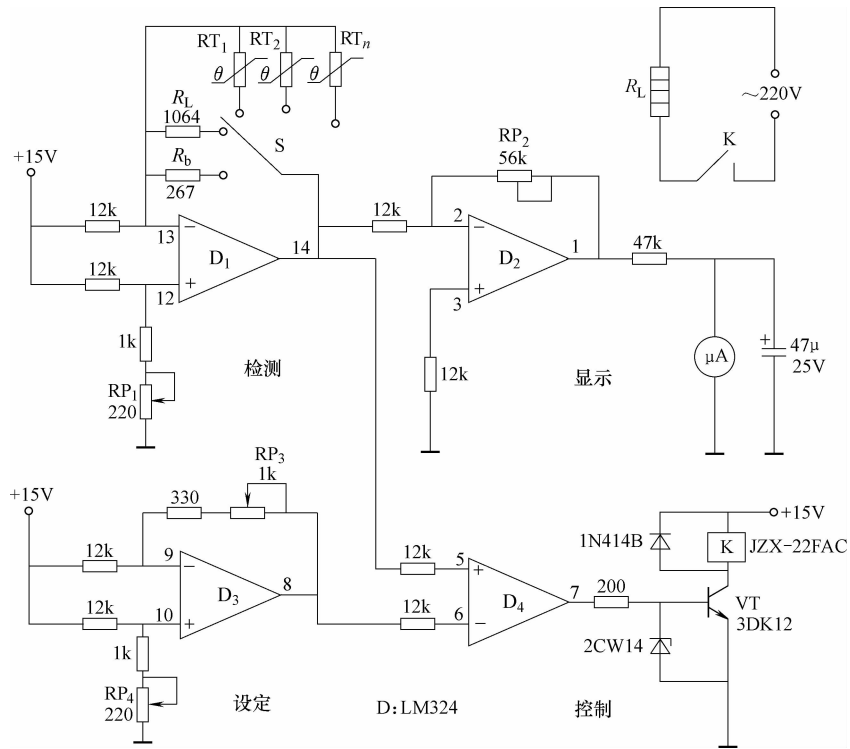 RT1
RT2
RTn
θ
θ
θ
RL
1064
S
Rb
267
+15V
12k
13
−
12k
12
+
D1
14
1k
RP1
220
检测
RP2
56k
12k
2
−
3
+
D2
1
12k
47k
μA
+
47μ
25V
显示
RL
~220V
K
+15V
RP3
1k
330
12k
9
−
12k
10
+
D3
8
1k
RP4
220
设定
12k
5
+
12k
6
−
D4
7
200
2CW14
1N414B
+15V
K
JZX-22FAC
VT
3DK12
D:LM324
控制